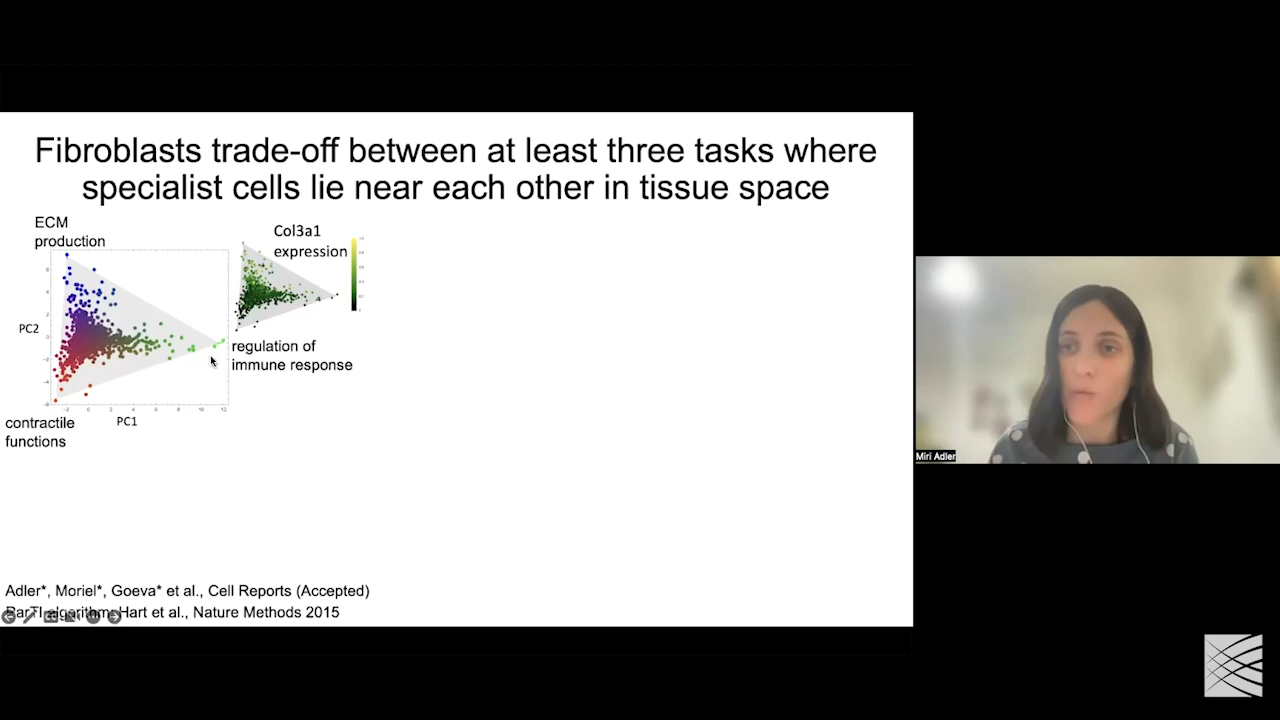 Fibroblasts trade-off between at least three tasks where
specialist cells lie near each other in tissue space
ECM
production
Col3a1
expression
PC2
regulation of
immune response
PC1
contractile
functions
Miri Adler
Adler*, Moriel*, Goeva* et al., Cell Reports (Accepted)
ParTI algorithm: Hart et al., Nature Methods 2015